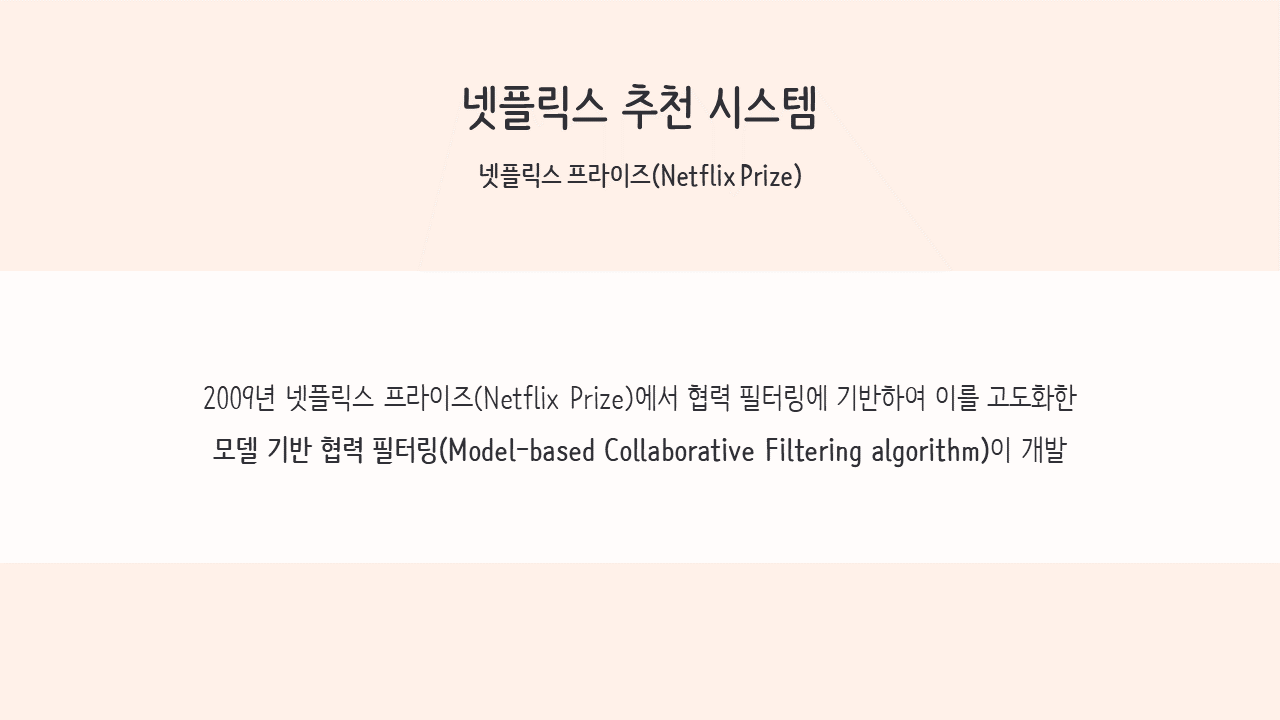 넷플릭스 추천 시스템
넷플릭스 프라이즈(Netflix Prize)
2009년 넷플릭스 프라이즈(Netflix Prize)에서 협력 필터링에 기반하여 이를 고도화한
모델 기반 협력 필터링(Model-based Collaborative Filtering algorithm)이 개발